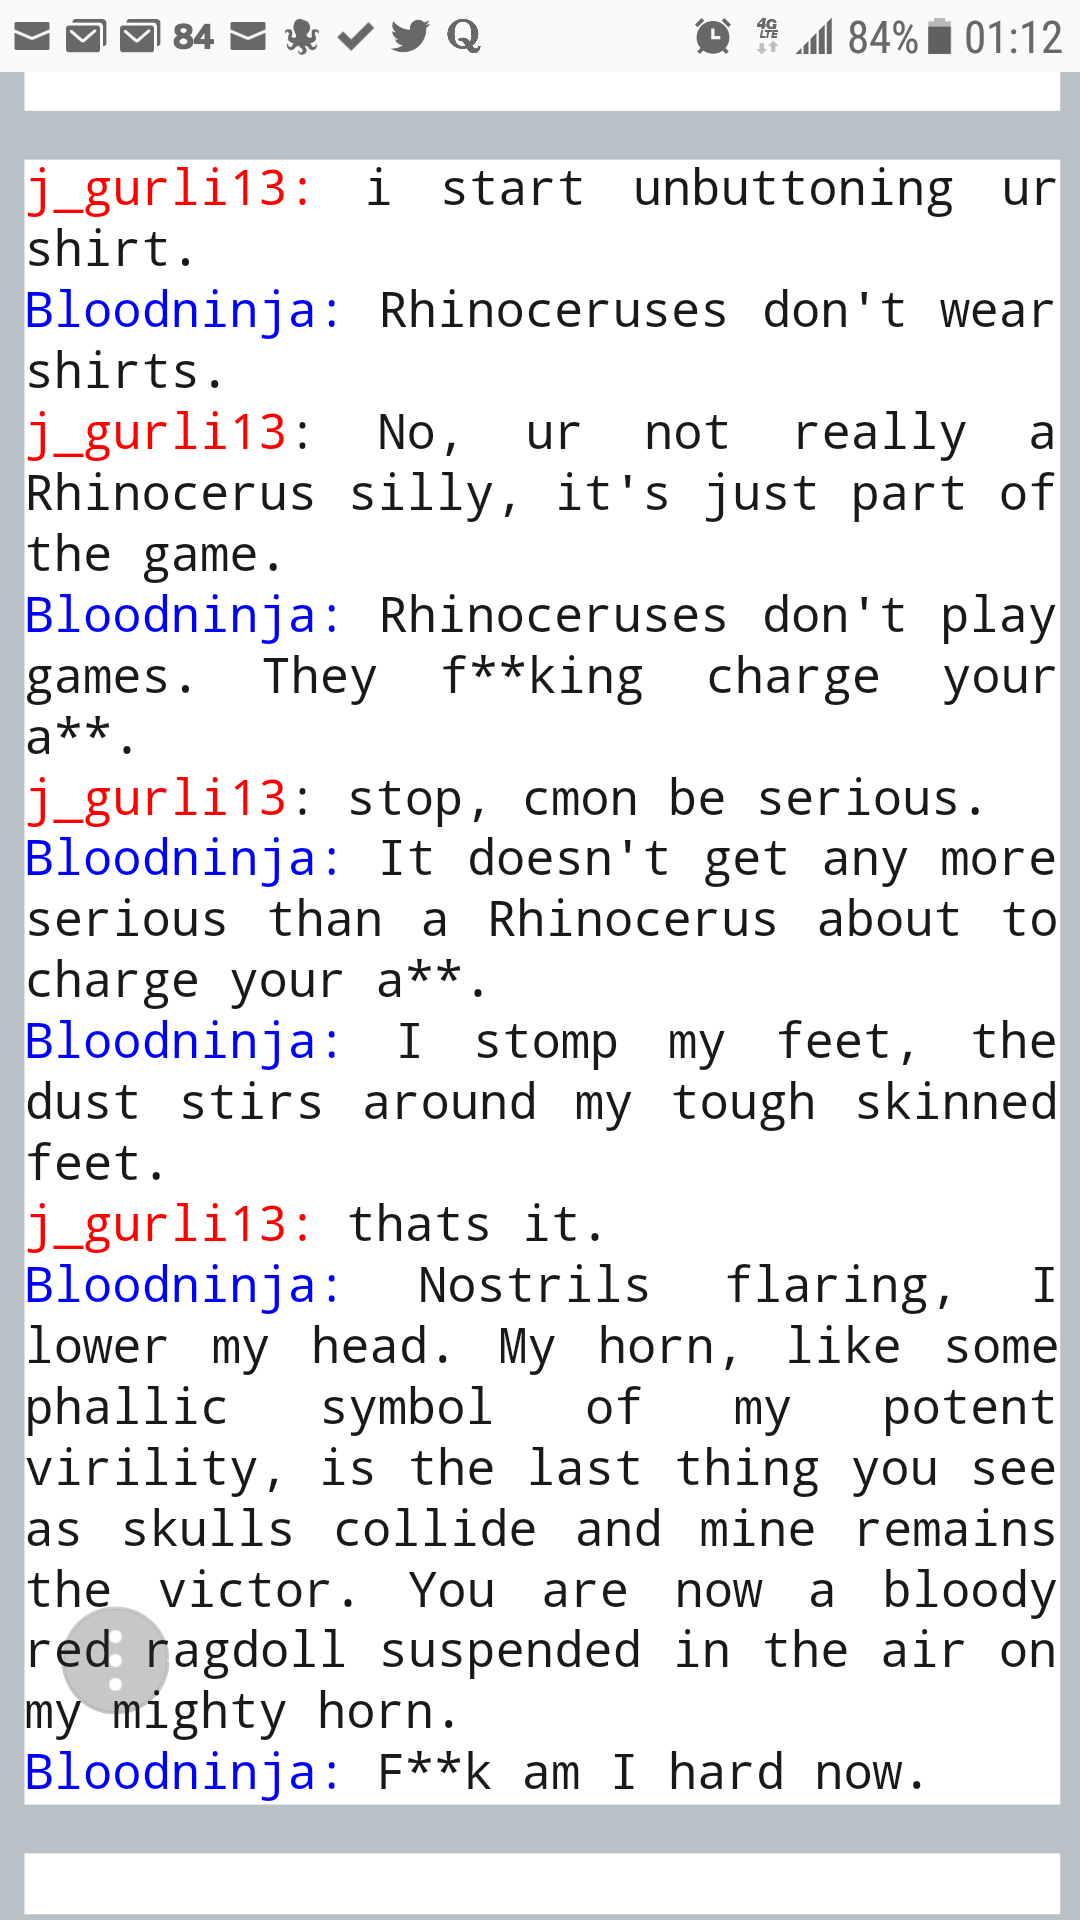 84 4G LTE 84% 01:12
j_gurli13: i start unbuttoning ur
shirt.
Bloodninja: Rhinoceruses don't wear
shirts.
j_gurli13: No, ur not really a
Rhinocerus silly, it's just part of
the game.
Bloodninja: Rhinoceruses don't play
games. They f**king charge your
a**.
j_gurli13: stop, cmon be serious.
Bloodninja: It doesn't get any more
serious than a Rhinocerus about to
charge your a**.
Bloodninja: I stomp my feet, the
dust stirs around my tough skinned
feet.
j_gurli13: thats it.
Bloodninja: Nostrils flaring, I
lower my head. My horn, like some
phallic symbol of my potent
virility, is the last thing you see
as skulls collide and mine remains
the victor. You are now a bloody
red ragdoll suspended in the air on
my mighty horn.
Bloodninja: F**k am I hard now.